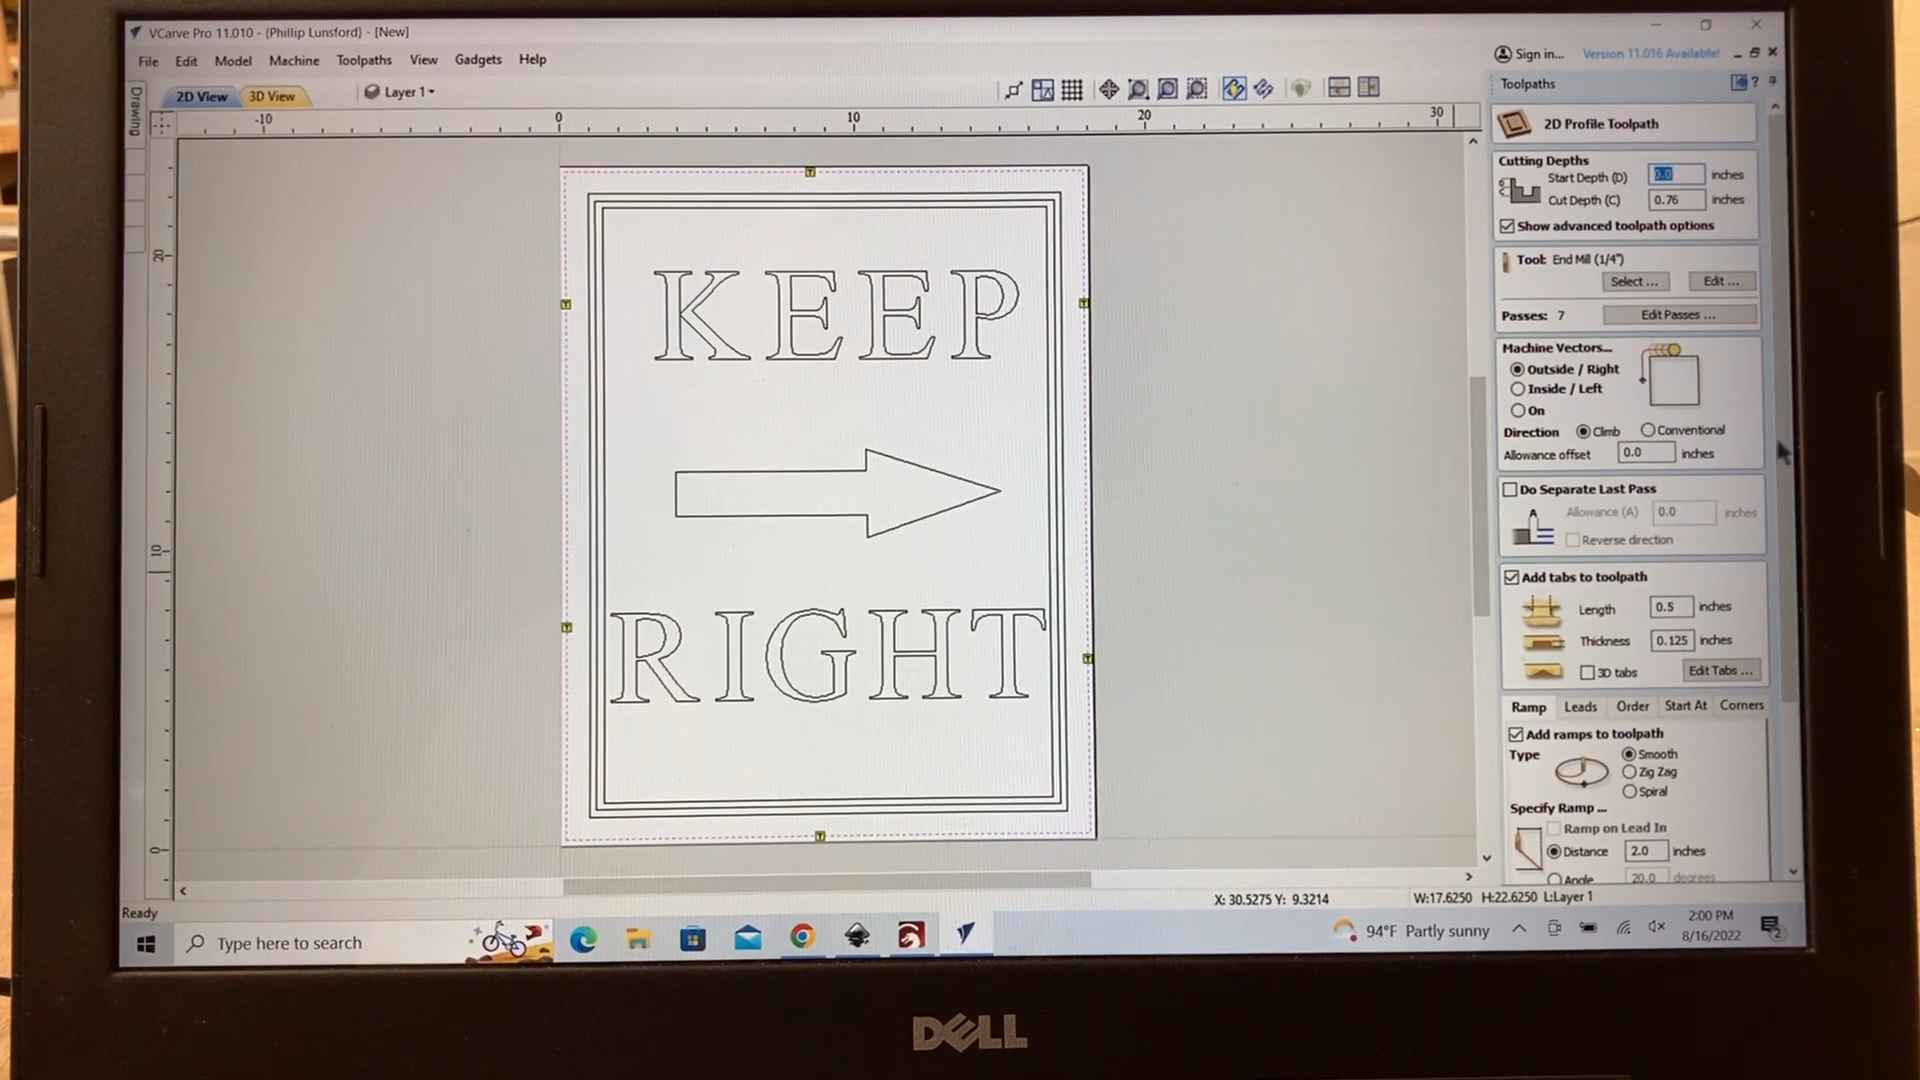 VCarve Pro 11.010 - {Phillip Lunsford} - [New]
File Edit Model Machine Toolpaths View Gadgets Help
Sign in... Version 11.016 Available!
Drawing
2D View 3D View Layer 1
-10 0 10 20 30
20
10
0
KEEP
RIGHT
Toolpaths ?
2D Profile Toolpath
Cutting Depths
Start Depth (D) 0.0 inches
Cut Depth (C) 0.76 inches
Show advanced toolpath options
Tool: End Mill (1/4")
Select ... Edit ...
Passes: 7 Edit Passes ...
Machine Vectors...
Outside / Right
Inside / Left
On
Direction Climb Conventional
Allowance offset 0.0 inches
Do Separate Last Pass
A Allowance (A) 0.0 inches
Reverse direction
Add tabs to toolpath
Length 0.5 inches
Thickness 0.125 inches
3D tabs Edit Tabs ...
Ramp Leads Order Start At Corners
Add ramps to toolpath
Type Smooth
Zig Zag
Spiral
Specify Ramp ...
Ramp on Lead In
Distance 2.0 inches
Angle 20.0 degrees
Ready X: 30.5275 Y: 9.3214 W:17.6250 H:22.6250 L:Layer 1
Type here to search
94°F Partly sunny
2:00 PM
8/16/2022
2
DELL